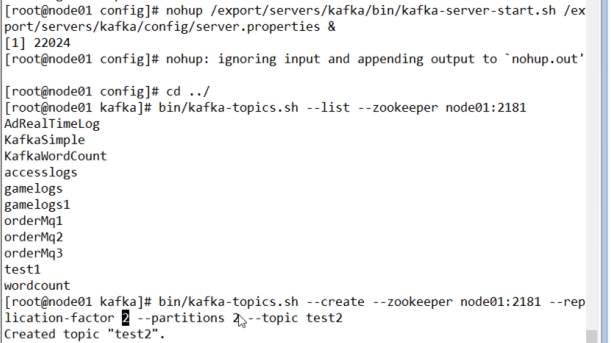 [root@node01 config]# nohup /export/servers/kafka/bin/kafka-server-start.sh /ex
port/servers/kafka/config/server.properties &
[1] 22024
[root@node01 config]# nohup: ignoring input and appending output to `nohup.out'
[root@node01 config]# cd ../
[root@node01 kafka]# bin/kafka-topics.sh --list --zookeeper node01:2181
AdRealTimeLog
KafkaSimple
KafkaWordCount
accesslogs
gamelogs
gamelogs1
orderMq1
orderMq2
orderMq3
test1
wordcount
[root@node01 kafka]# bin/kafka-topics.sh --create --zookeeper node01:2181 --rep
lication-factor 2 --partitions 2 --topic test2
Created topic "test2".